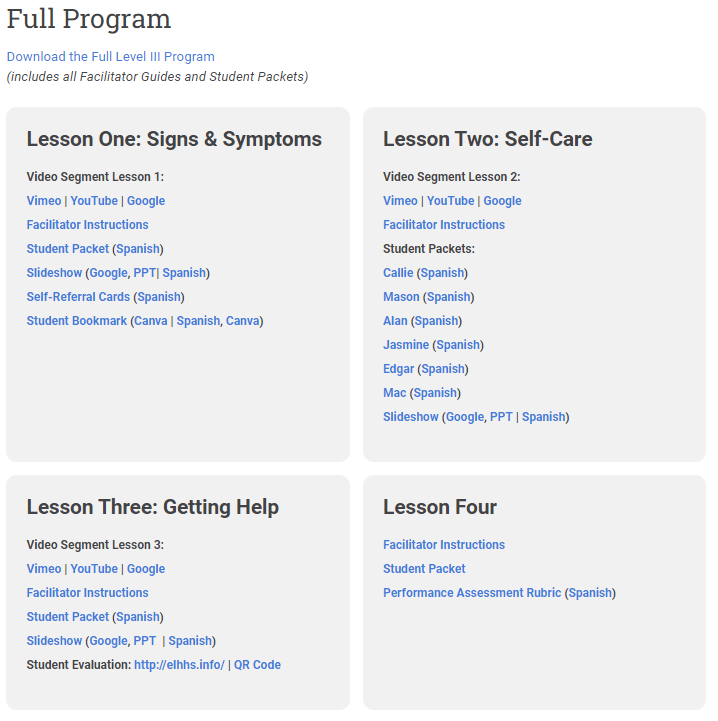 Full Program
Download the Full Level III Program
(includes all Facilitator Guides and Student Packets)
Lesson One: Signs & Symptoms
Video Segment Lesson 1:
Vimeo | YouTube | Google
Facilitator Instructions
Student Packet (Spanish)
Slideshow (Google, PPT| Spanish)
Self-Referral Cards (Spanish)
Student Bookmark (Canva | Spanish, Canva)
Lesson Two: Self-Care
Video Segment Lesson 2:
Vimeo | YouTube | Google
Facilitator Instructions
Student Packets:
Callie (Spanish)
Mason (Spanish)
Alan (Spanish)
Jasmine (Spanish)
Edgar (Spanish)
Mac (Spanish)
Slideshow (Google, PPT | Spanish)
Lesson Three: Getting Help
Video Segment Lesson 3:
Vimeo | YouTube | Google
Facilitator Instructions
Student Packet (Spanish)
Slideshow (Google, PPT | Spanish)
Student Evaluation: http://elhhs.info/ | QR Code
Lesson Four
Facilitator Instructions
Student Packet
Performance Assessment Rubric (Spanish)